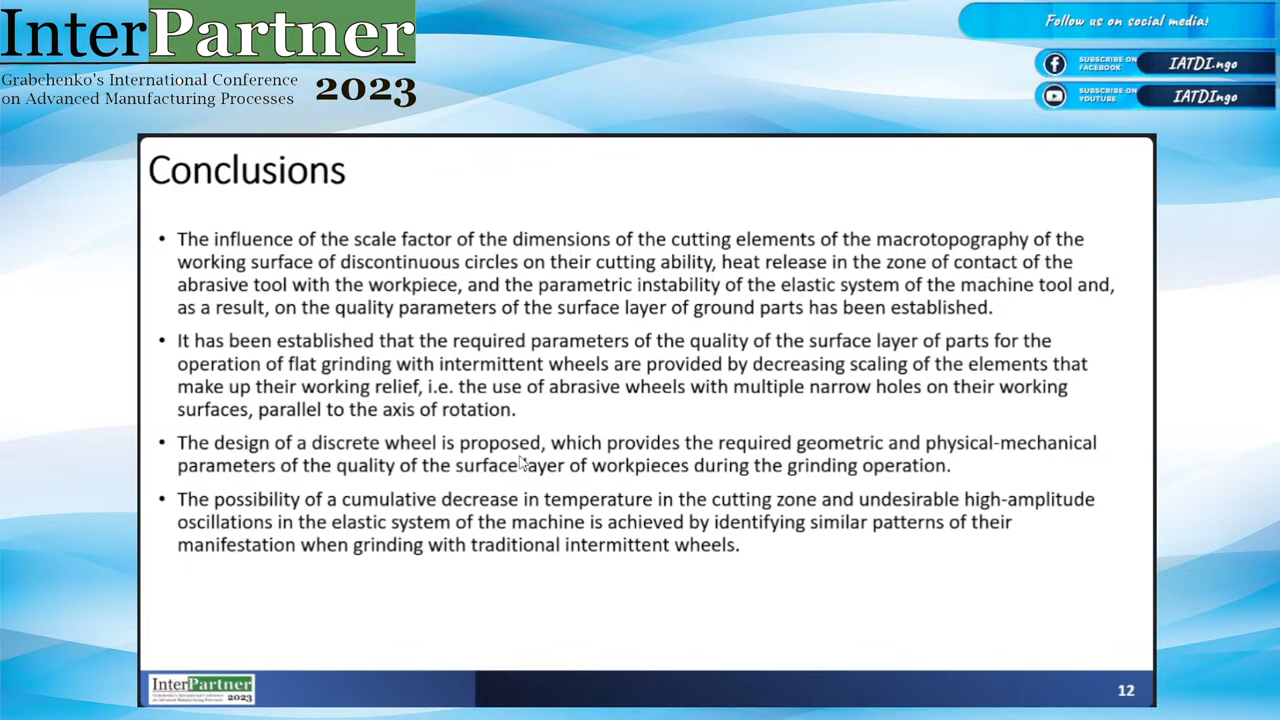 InterPartner
Grabchenko's International Conference
on Advanced Manufacturing Processes
2023
Follow us on social media!
SUBSCRIBE ON
FACEBOOK
IATDI.ngo
SUBSCRIBE ON
YOUTUBE
IATDIngo
Conclusions
• The influence of the scale factor of the dimensions of the cutting elements of the macrotopography of the
working surface of discontinuous circles on their cutting ability, heat release in the zone of contact of the
abrasive tool with the workpiece, and the parametric instability of the elastic system of the machine tool and,
as a result, on the quality parameters of the surface layer of ground parts has been established.
• It has been established that the required parameters of the quality of the surface layer of parts for the
operation of flat grinding with intermittent wheels are provided by decreasing scaling of the elements that
make up their working relief, i.e. the use of abrasive wheels with multiple narrow holes on their working
surfaces, parallel to the axis of rotation.
• The design of a discrete wheel is proposed, which provides the required geometric and physical-mechanical
parameters of the quality of the surface layer of workpieces during the grinding operation.
• The possibility of a cumulative decrease in temperature in the cutting zone and undesirable high-amplitude
oscillations in the elastic system of the machine is achieved by identifying similar patterns of their
manifestation when grinding with traditional intermittent wheels.
InterPartner
Grabchenko's International Conference
on Advanced Manufacturing Processes
2023
12